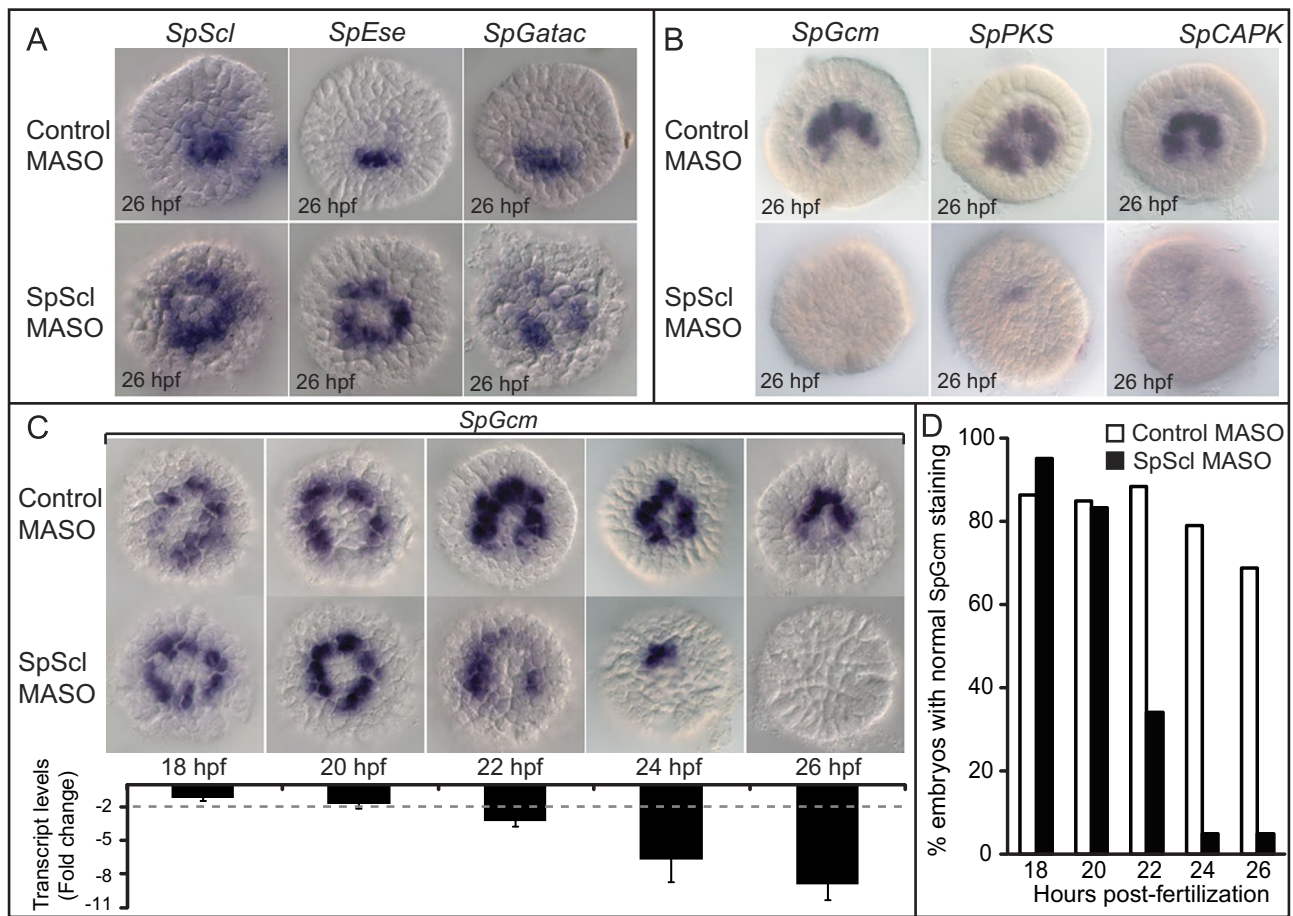 A
SpScl SpEse SpGatac
Control
MASO
26 hpf 26 hpf 26 hpf
SpScl
MASO
26 hpf 26 hpf 26 hpf
B
SpGcm SpPKS SpCAPK
Control
MASO
26 hpf 26 hpf 26 hpf
SpScl
MASO
26 hpf 26 hpf 26 hpf
C
SpGcm
Control
MASO
SpScl
MASO
18 hpf 20 hpf 22 hpf 24 hpf 26 hpf
Transcript levels
(Fold change)
-2
-5
-8
-11
D
Control MASO
SpScl MASO
% embryos with normal SpGcm staining
100
80
60
40
20
0
18 20 22 24 26
Hours post-fertilization